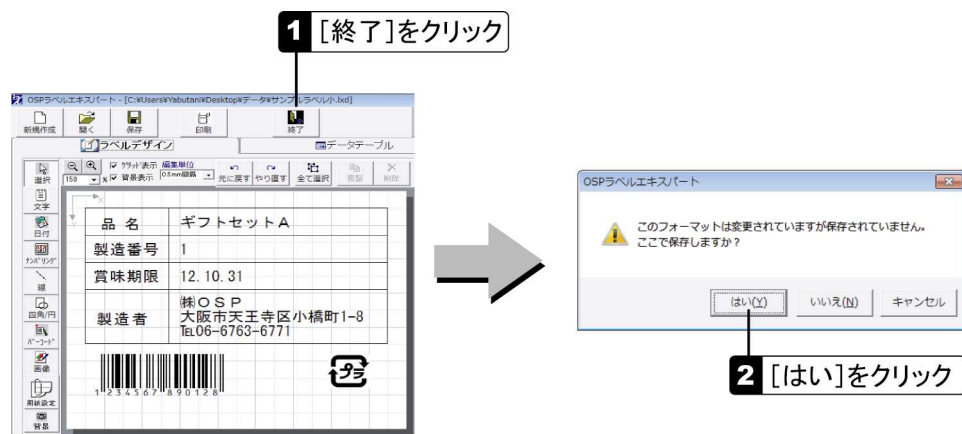 1 [終了]をクリック
OSPラベルエキスパート - [C:¥Users¥Yabutani¥Desktop¥データ¥サンプルラベル小.lxd]
新規作成 開く 保存 印刷 終了
ラベルデザイン データテーブル
選択 150 % グリッド表示 背景表示 編集単位 0.5mm間隔 元に戻す やり直す 全て選択 複製 削除
文字
日付
ナンバリング
線
四角/円
バーコード
画像
用紙設定
背景
品名 ギフトセットA
製造番号 1
賞味期限 12.10.31
製造者 ㈱OSP
大阪市天王寺区小橋町1-8
℡06-6763-6771
1 234567 890128
プラ
OSPラベルエキスパート
このフォーマットは変更されていますが保存されていません。
ここで保存しますか？
はい(Y) いいえ(N) キャンセル
2 [はい]をクリック